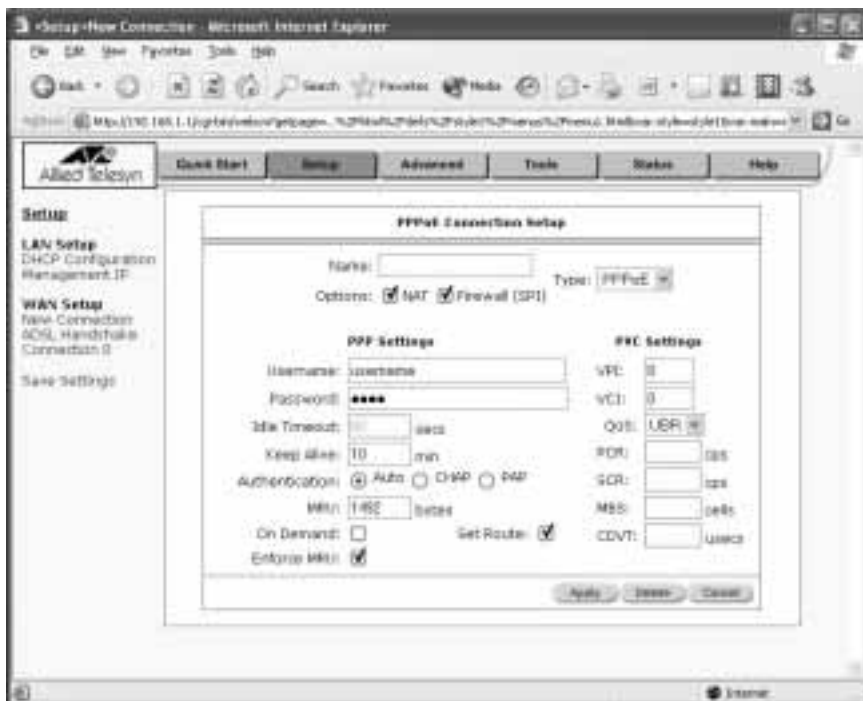 Setup>New Connection - Microsoft Internet Explorer
File Edit View Favorites Tools Help
Back Search Favorites Media
Go
Allied Telesyn
Quick Start Setup Advanced Tools Status Help
Setup
LAN Setup
DHCP Configuration
Management IP
WAN Setup
New Connection
ADSL Handshake
Connection 0
Save Settings
PPPoE Connection Setup
Name:
Type: PPPoE
Options: NAT Firewall (SPI)
PPP Settings
PVC Settings
Username: username
VPI: 0
Password: ••••
VCI: 0
Idle Timeout: secs
QoS: UBR
Keep Alive: 10 min
PCR: cps
Authentication: Auto CHAP PAP
SCR: cps
MRU: 1492 bytes
MBS: cells
On Demand: Set Route:
CDVT: usecs
Enforce MRU:
Apply Delete Cancel
Internet